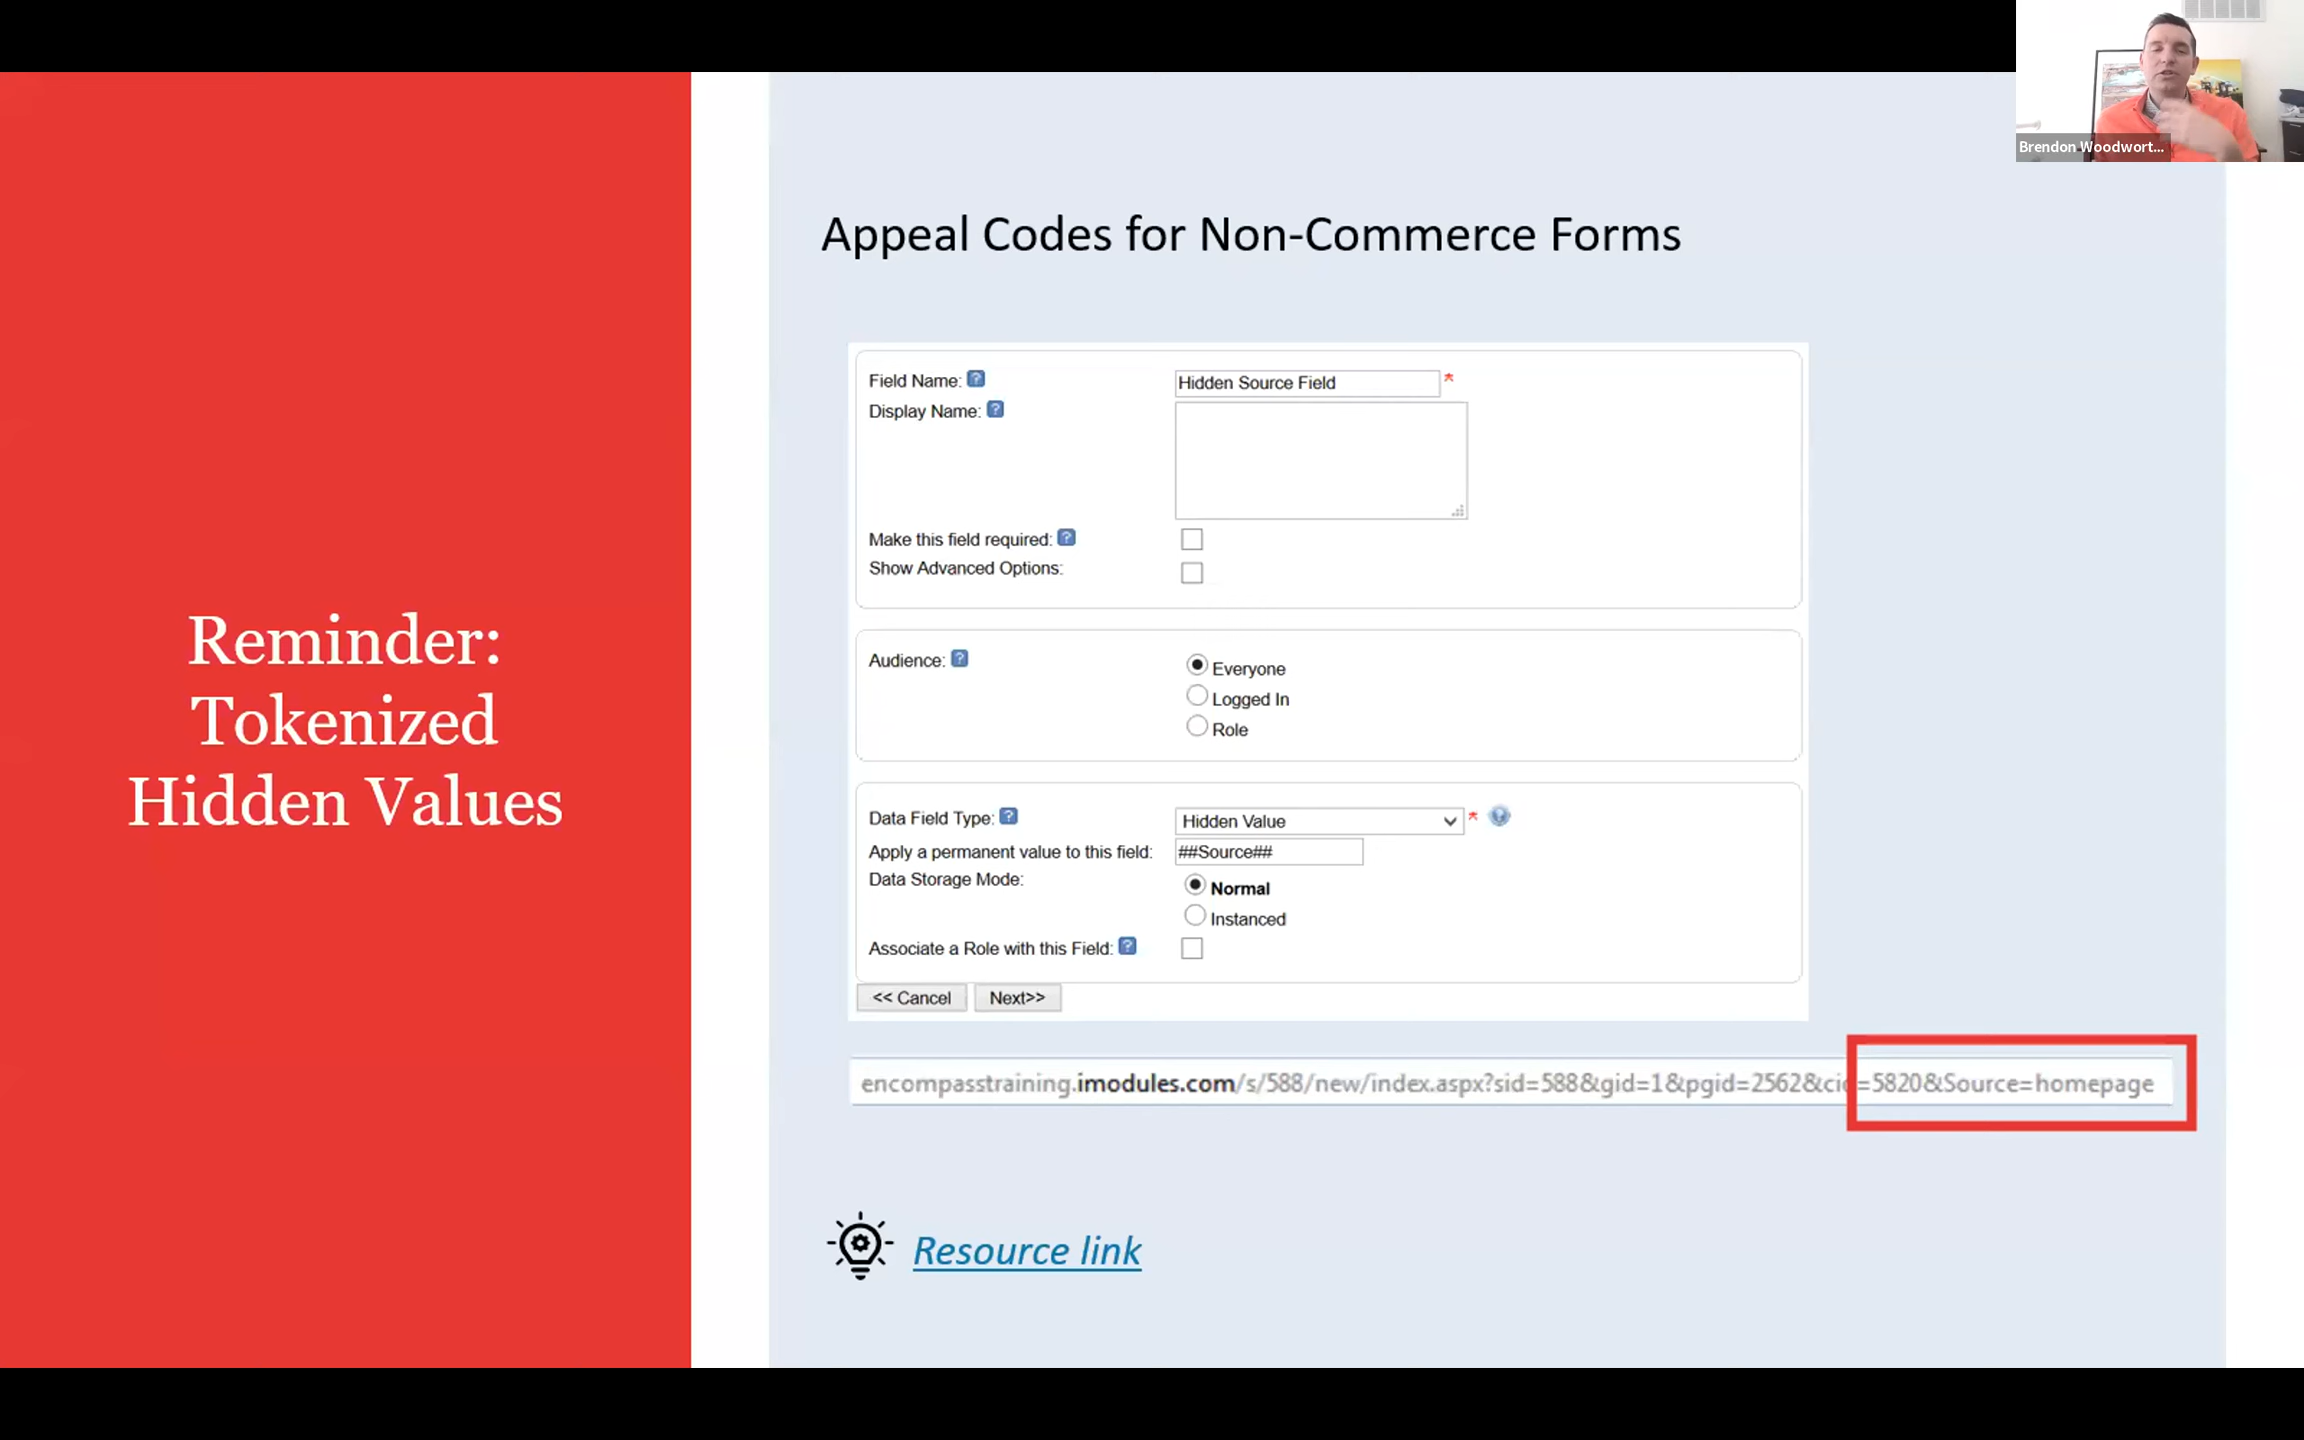 Brendon Woodwort...
Reminder:
Tokenized
Hidden Values
Appeal Codes for Non-Commerce Forms
Field Name: ? Hidden Source Field *
Display Name: ?
Make this field required: ?
Show Advanced Options:
Audience: ? Everyone
Logged In
Role
Data Field Type: ? Hidden Value * ?
Apply a permanent value to this field: ##Source##
Data Storage Mode: Normal
Instanced
Associate a Role with this Field: ?
<< Cancel Next>>
encompasstraining.imodules.com/s/588/new/index.aspx?sid=588&gid=1&pgid=2562&cid=5820&Source=homepage
Resource link